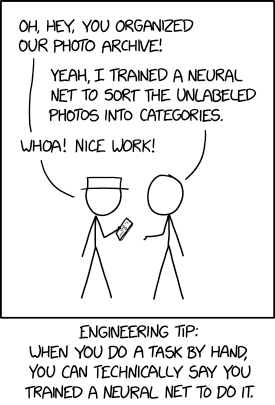 OH, HEY, YOU ORGANIZED
OUR PHOTO ARCHIVE!
YEAH, I TRAINED A NEURAL
NET TO SORT THE UNLABELED
PHOTOS INTO CATEGORIES.
WHOA! NICE WORK!
ENGINEERING TIP:
WHEN YOU DO A TASK BY HAND,
YOU CAN TECHNICALLY SAY YOU
TRAINED A NEURAL NET TO DO IT.